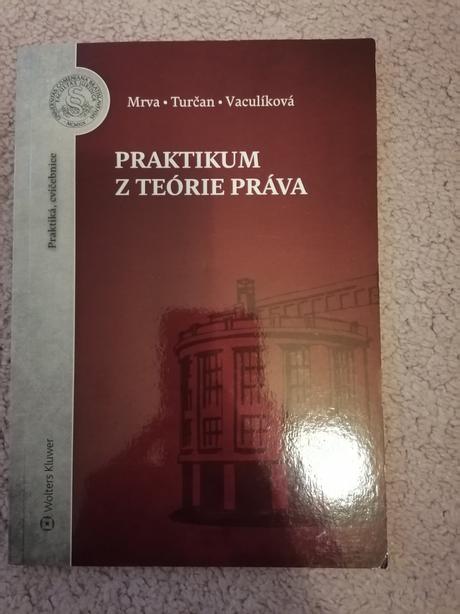 Mrva • Turčan • Vaculíková
PRAKTIKUM
Z TEÓRIE PRÁVA
Praktiká, cvičebnice
Wolters Kluwer